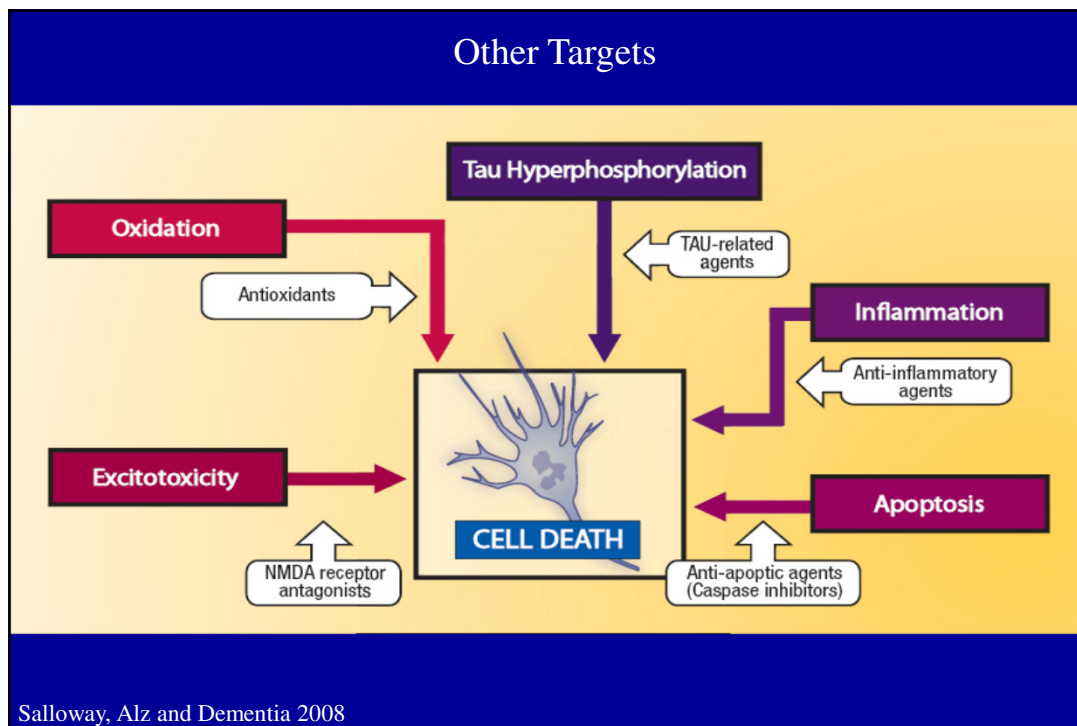 Other Targets
Tau Hyperphosphorylation
Oxidation
TAU-related
agents
Antioxidants
Inflammation
Anti-inflammatory
agents
Excitotoxicity
Apoptosis
CELL DEATH
NMDA receptor
antagonists
Anti-apoptic agents
(Caspase inhibitors)
Salloway, Alz and Dementia 2008